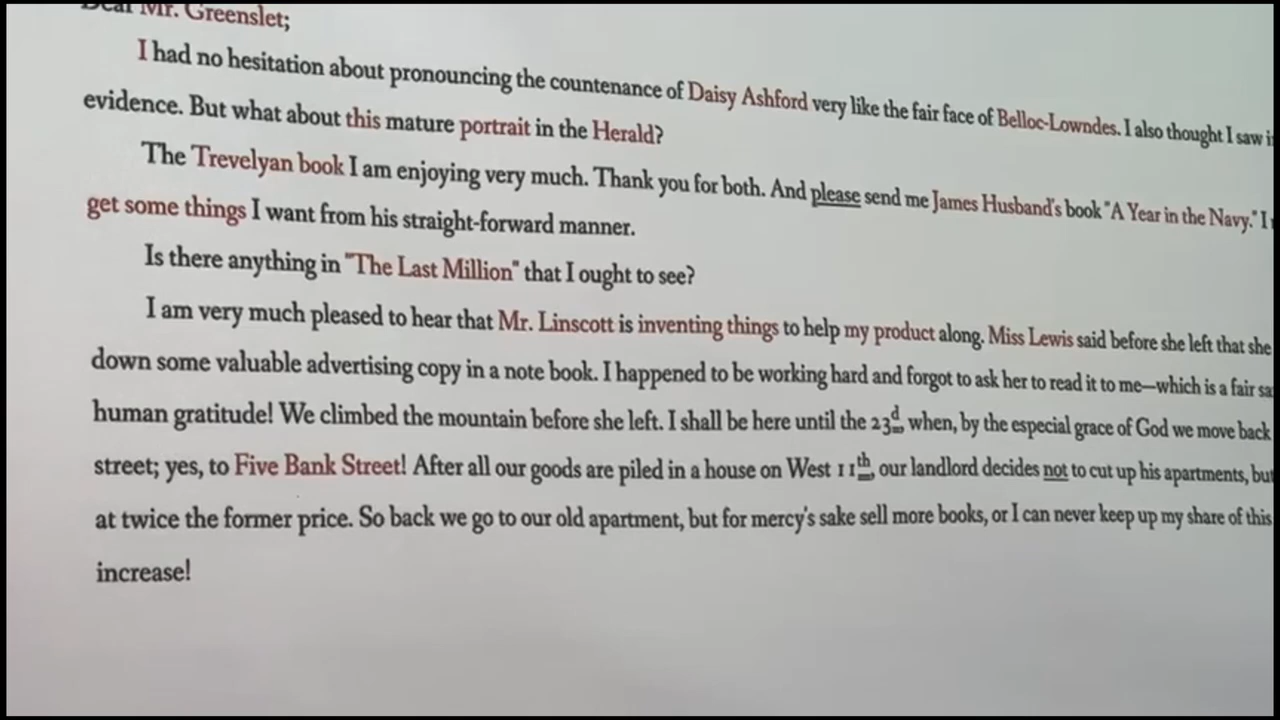 Dear Mr. Greenslet;
I had no hesitation about pronouncing the countenance of Daisy Ashford very like the fair face of Belloc-Lowndes. I also thought I saw
evidence. But what about this mature portrait in the Herald?
The Trevelyan book I am enjoying very much. Thank you for both. And please send me James Husband's book "A Year in the Navy." I
get some things I want from his straight-forward manner.
Is there anything in "The Last Million" that I ought to see?
I am very much pleased to hear that Mr. Linscott is inventing things to help my product along. Miss Lewis said before she left that she
down some valuable advertising copy in a note book. I happened to be working hard and forgot to ask her to read it to me—which is a fair
human gratitude! We climbed the mountain before she left. I shall be here until the 23d when, by the especial grace of God we move back
street; yes, to Five Bank Street! After all our goods are piled in a house on West 11th, our landlord decides not to cut up his apartments, but
at twice the former price. So back we go to our old apartment, but for mercy's sake sell more books, or I can never keep up my share of this
increase!